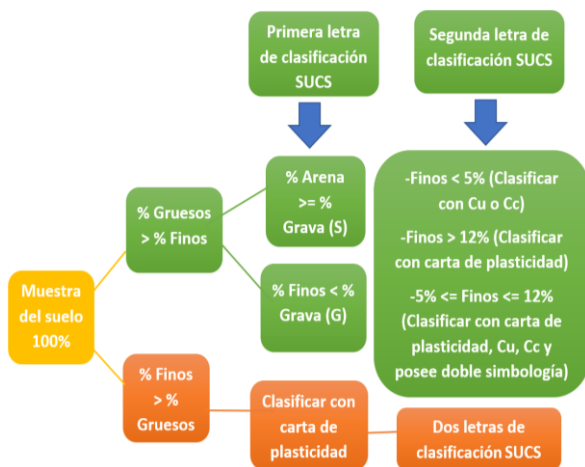 Primera letra
de clasificación
SUCS
Segunda letra de
clasificación SUCS
% Gruesos
> % Finos
% Arena
>= %
Grava (S)
% Finos < %
Grava (G)
-Finos < 5% (Clasificar
con Cu o Cc)
-Finos > 12% (Clasificar
con carta de plasticidad)
-5% <= Finos <= 12%
(Clasificar con carta de
plasticidad, Cu, Cc y
posee doble simbología)
Muestra
del suelo
100%
% Finos
> %
Gruesos
Clasificar con
carta de
plasticidad
Dos letras de
clasificación SUCS